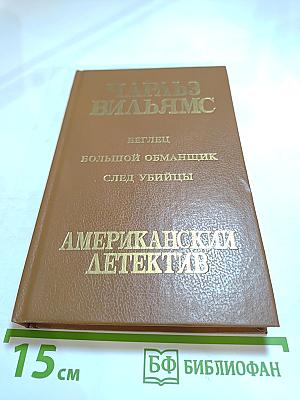 ЧАРЛЬЗ
ВИЛЬЯМС
БЕГЛЕЦ
БОЛЬШОЙ ОБМАНЩИК
СЛЕД УБИЙЦЫ
АМЕРИКАНСКИЙ
ДЕТЕКТИВ
15 см
БФ БИБЛИОФАН